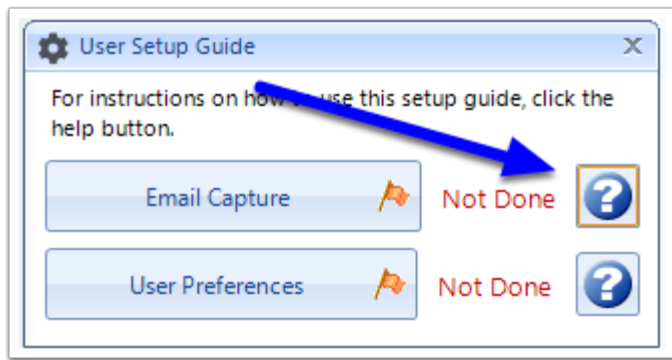 User Setup Guide
For instructions on how to use this setup guide, click the
help button.
Email Capture Not Done ?
User Preferences Not Done ?